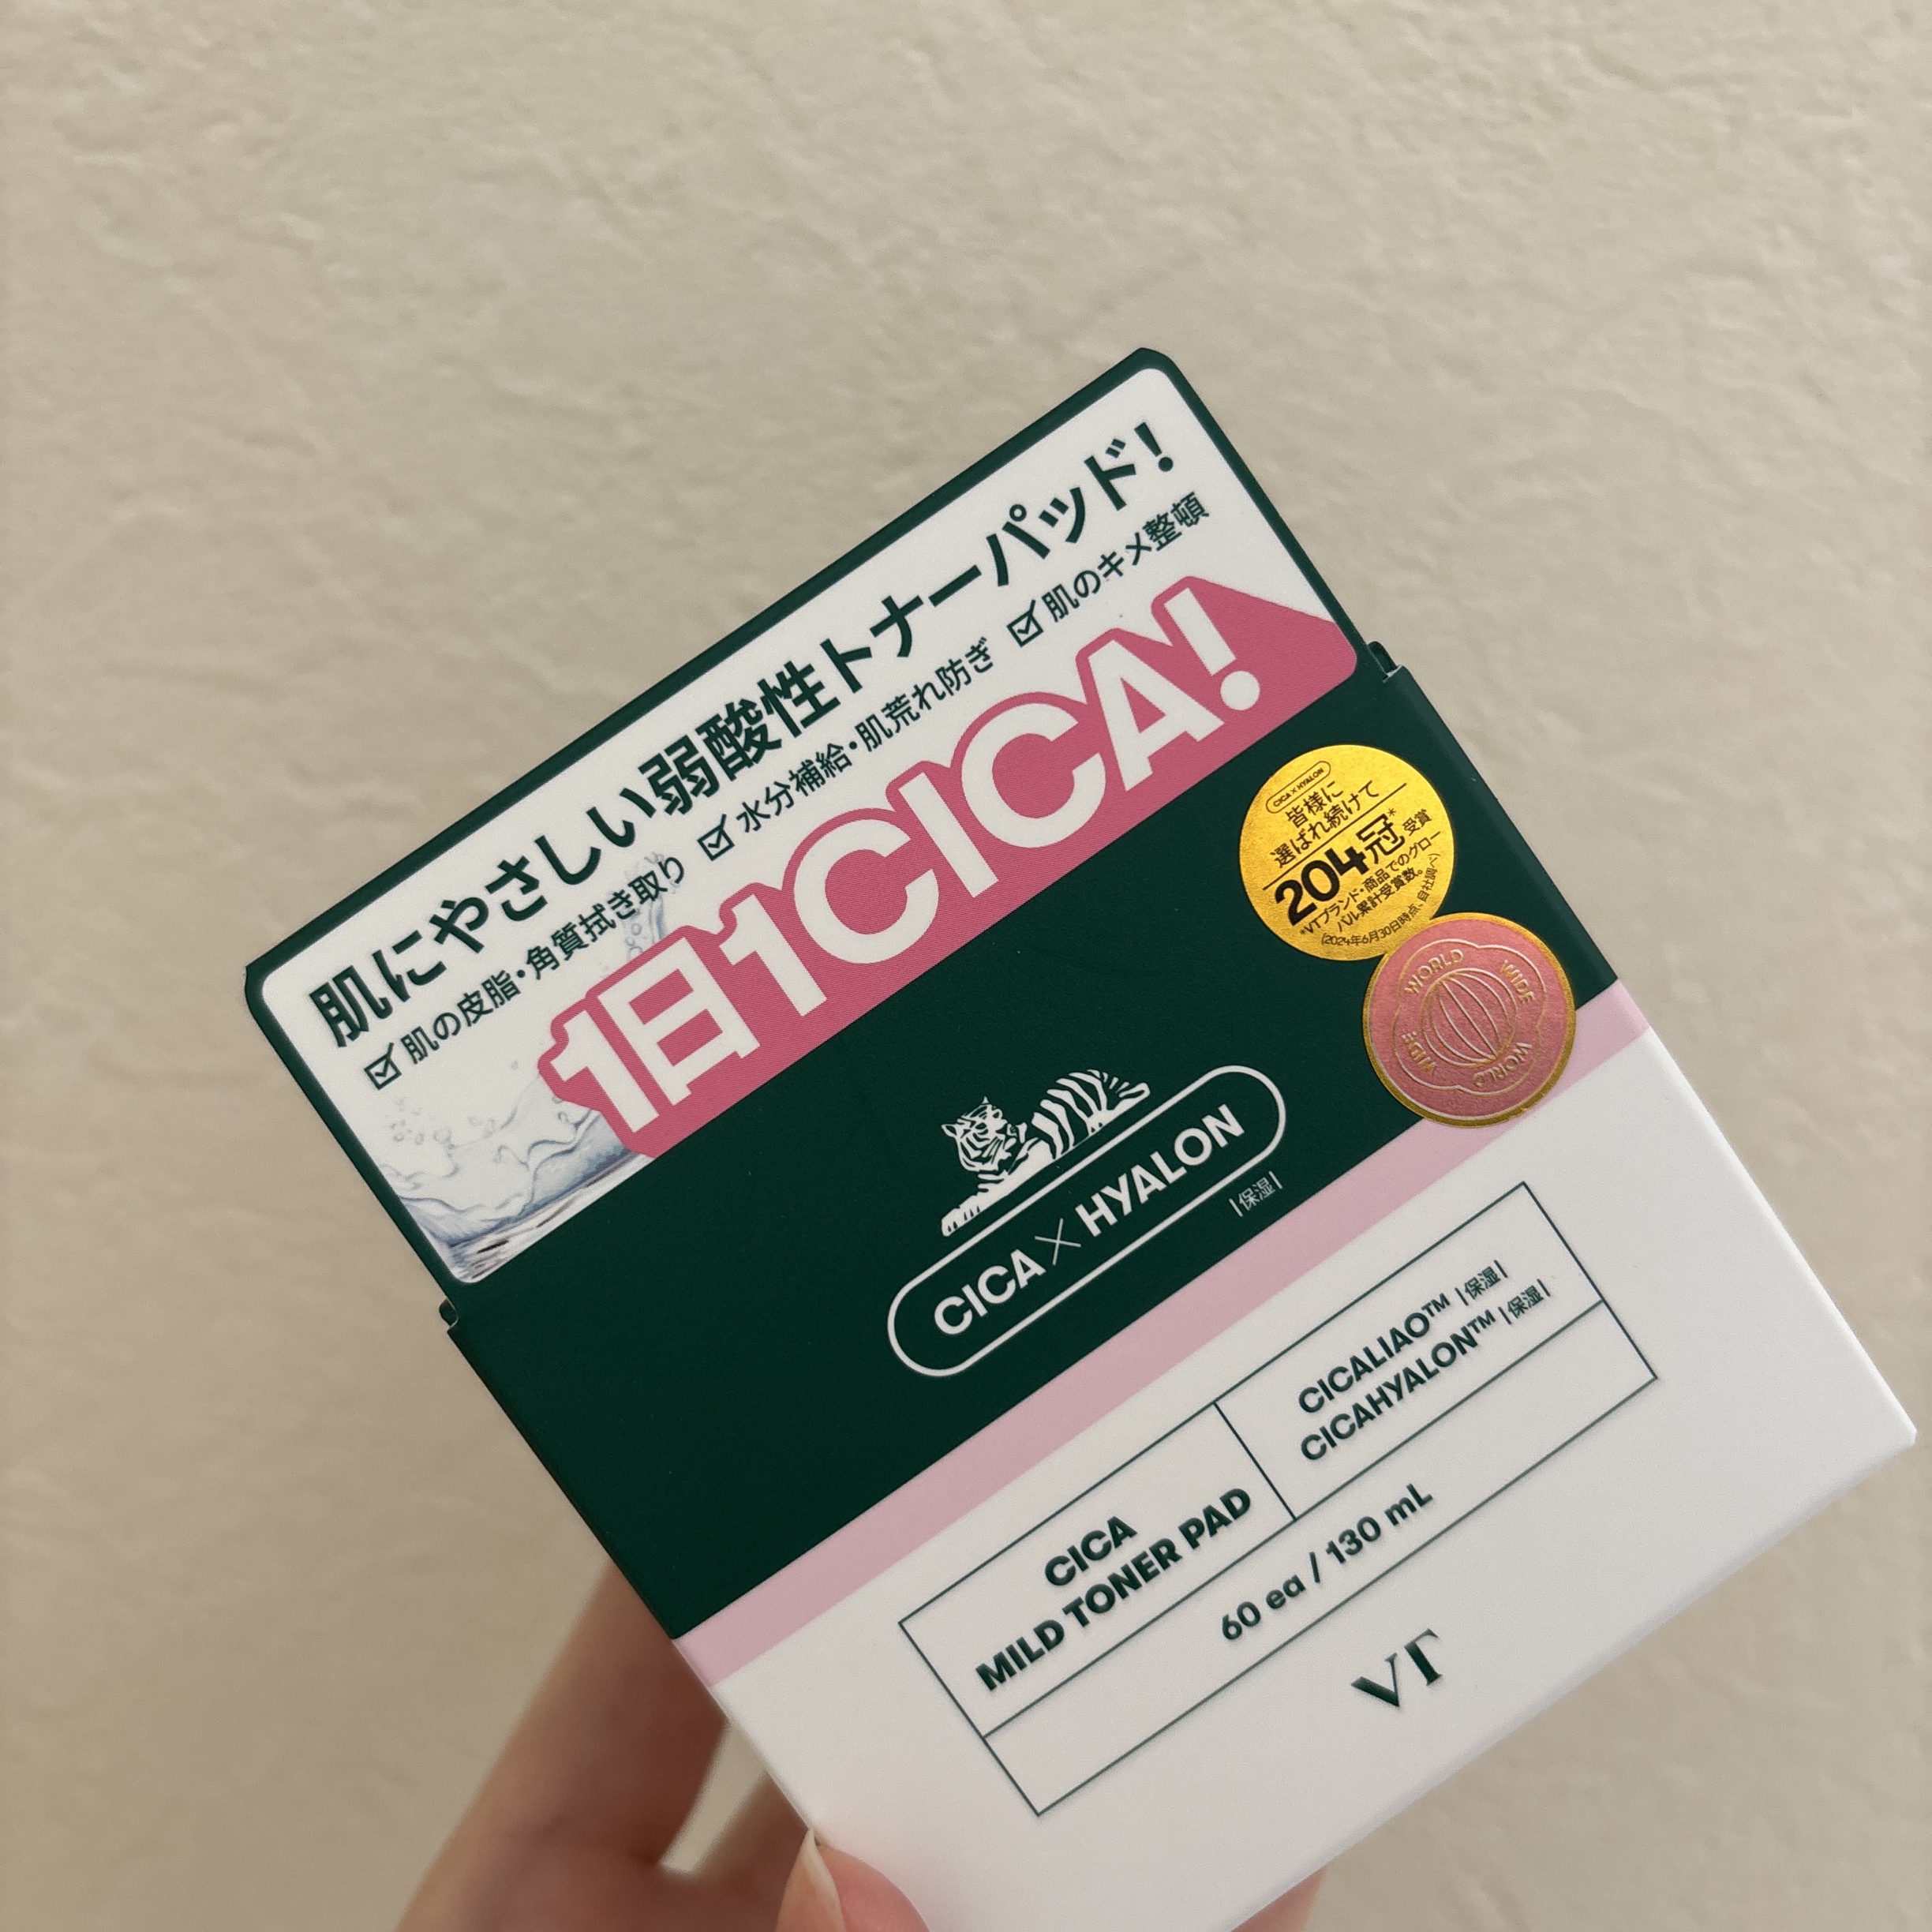 肌にやさしい弱酸性トナーパッド!
☑肌の皮脂・角質拭き取り ☑水分補給・肌荒れ防ぎ ☑肌のキメ整頓
1日1CICA!
CICA×HYALON
皆様に
選ばれ続けて
204冠*受賞
*VTブランド・商品でのグロー
バル累計受賞数。
(2024年6月30日時点、自社調べ)
WORLD WIDE WORLD WIDE
CICA×HYALON
|保湿|
CICA
MILD TONER PAD
CICALIAO™ |保湿|
CICAHYALON™ |保湿|
60 ea / 130 mL
VT